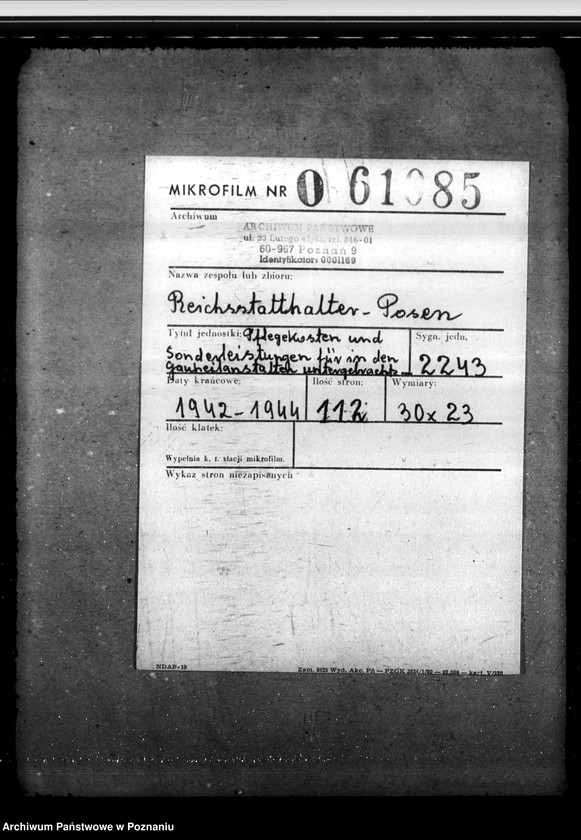 MIKROFILM NR O 61085
Archiwum
ARCHIWUM PAŃSTWOWE
ul. 23 Lutego 41/43, tel. 546-01
60-967 Poznań 9
Identyfikator: 0001169
Nazwa zespołu lub zbioru:
Reichsstatthalter - Posen
Tytuł jednostki: Pflegekosten und
Sonderleistungen für in den
Gauheilanstalten untergebracht
Sygn. jedn.
2243
Daty krańcowe:
1942-1944
Ilość stron:
112
Wymiary:
30x23
Ilość klatek:
Wypełnia k. t. stacji mikrofilm.
Wykaz stron niezapisanych
NDAP-19
Archiwum Państwowe w Poznaniu